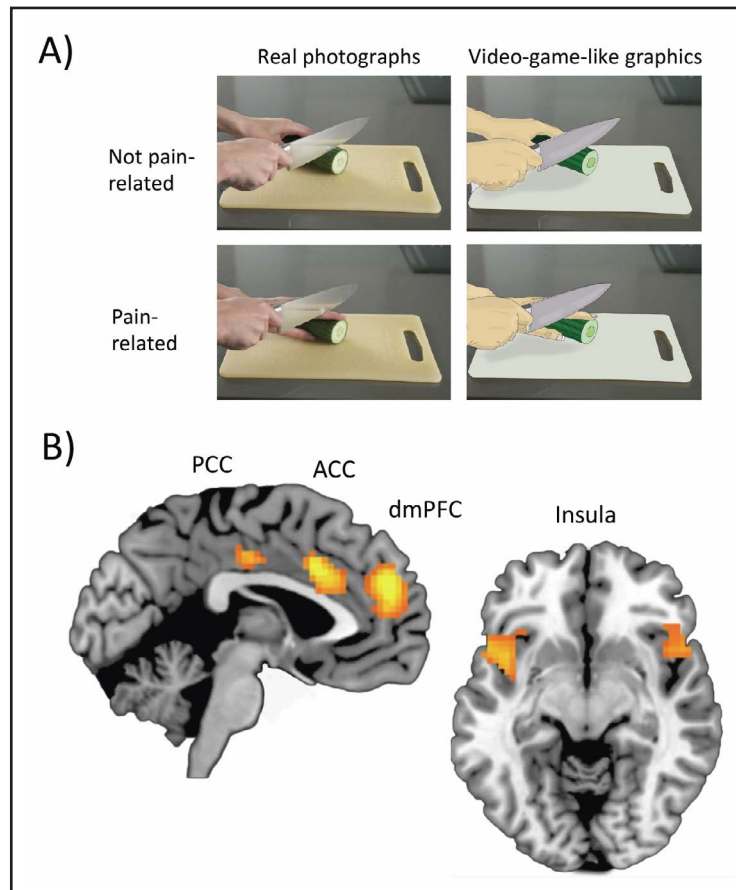 A)
Real photographs
Video-game-like graphics
Not pain-
related
Pain-
related
B)
PCC
ACC
dmPFC
Insula